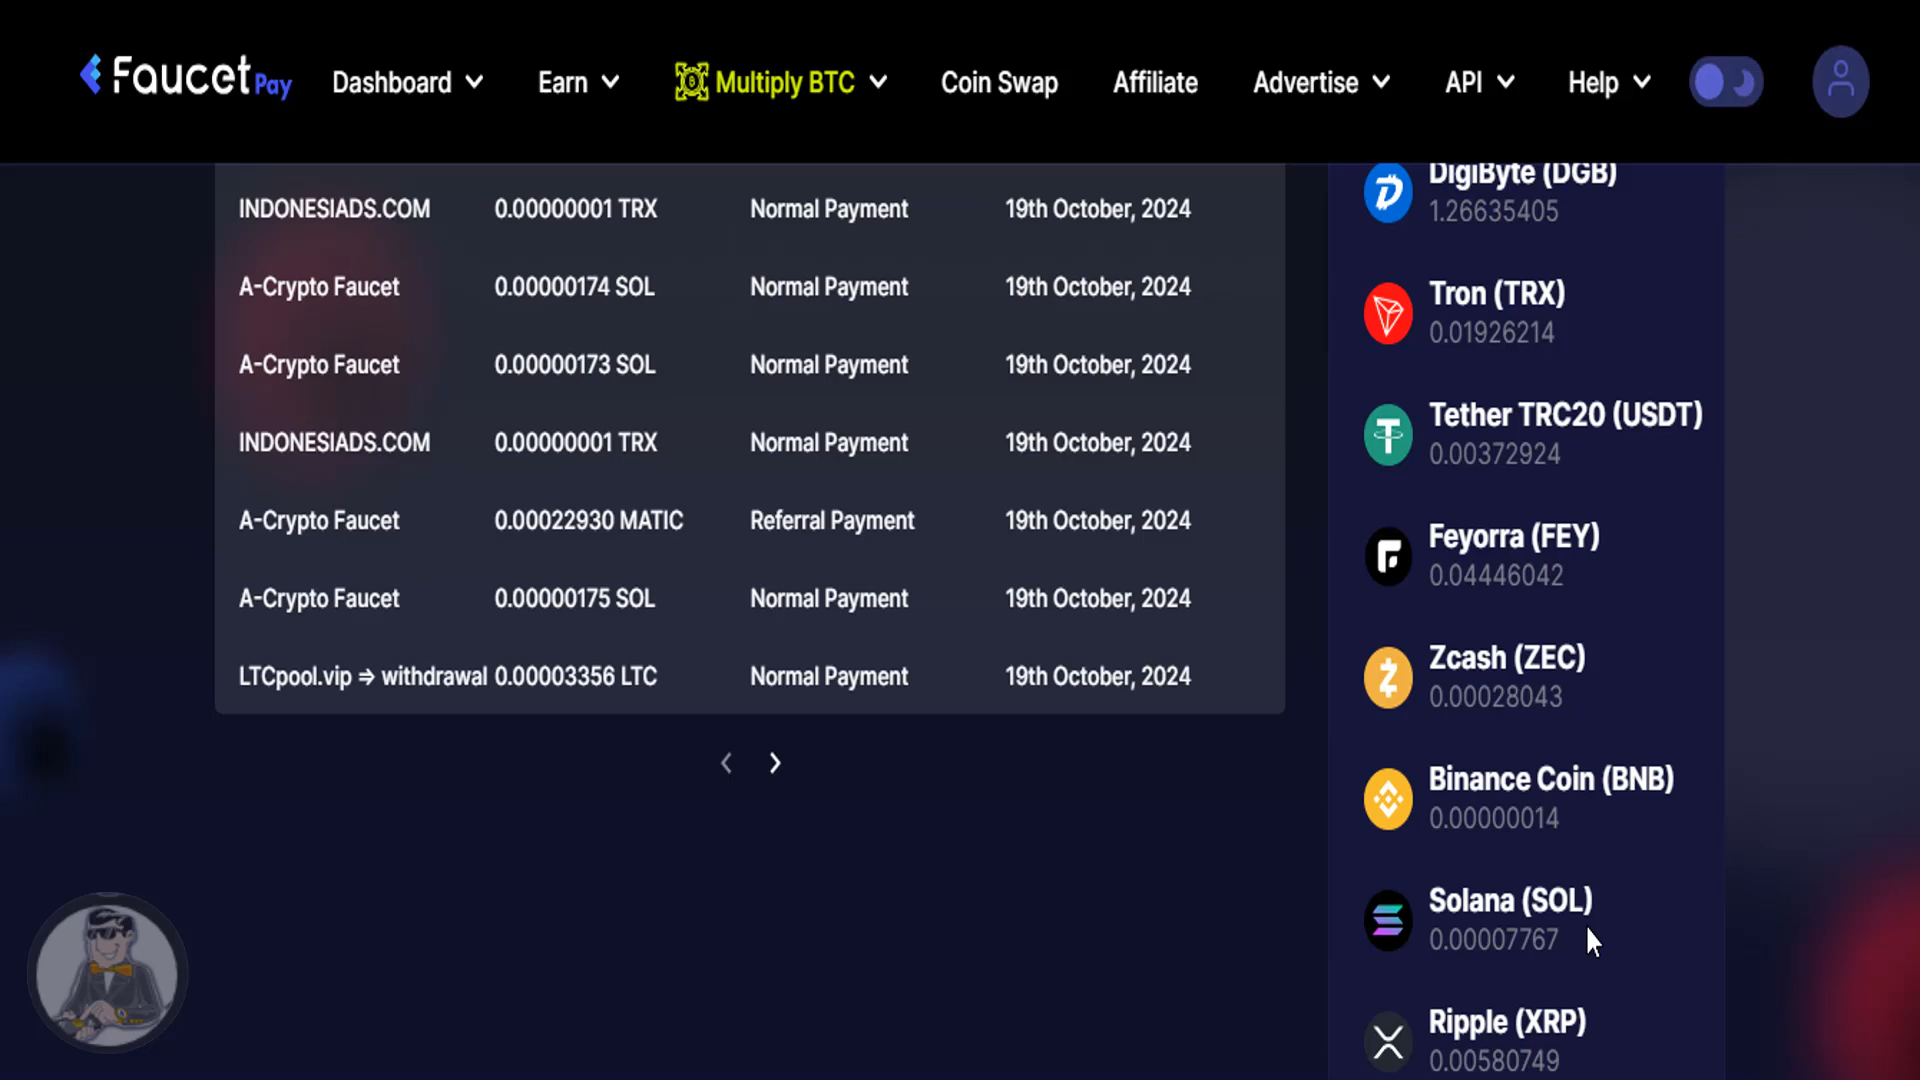 Faucet Pay Dashboard Earn Multiply BTC Coin Swap Affiliate Advertise API Help
INDONESIADS.COM 0.00000001 TRX Normal Payment 19th October, 2024
A-Crypto Faucet 0.00000174 SOL Normal Payment 19th October, 2024
A-Crypto Faucet 0.00000173 SOL Normal Payment 19th October, 2024
INDONESIADS.COM 0.00000001 TRX Normal Payment 19th October, 2024
A-Crypto Faucet 0.00022930 MATIC Referral Payment 19th October, 2024
A-Crypto Faucet 0.00000175 SOL Normal Payment 19th October, 2024
LTCpool.vip => withdrawal 0.00003356 LTC Normal Payment 19th October, 2024
DigiByte (DGB)
1.26635405
Tron (TRX)
0.01926214
Tether TRC20 (USDT)
0.00372924
Feyorra (FEY)
0.04446042
Zcash (ZEC)
0.00028043
Binance Coin (BNB)
0.00000014
Solana (SOL)
0.00007767
Ripple (XRP)
0.00580749